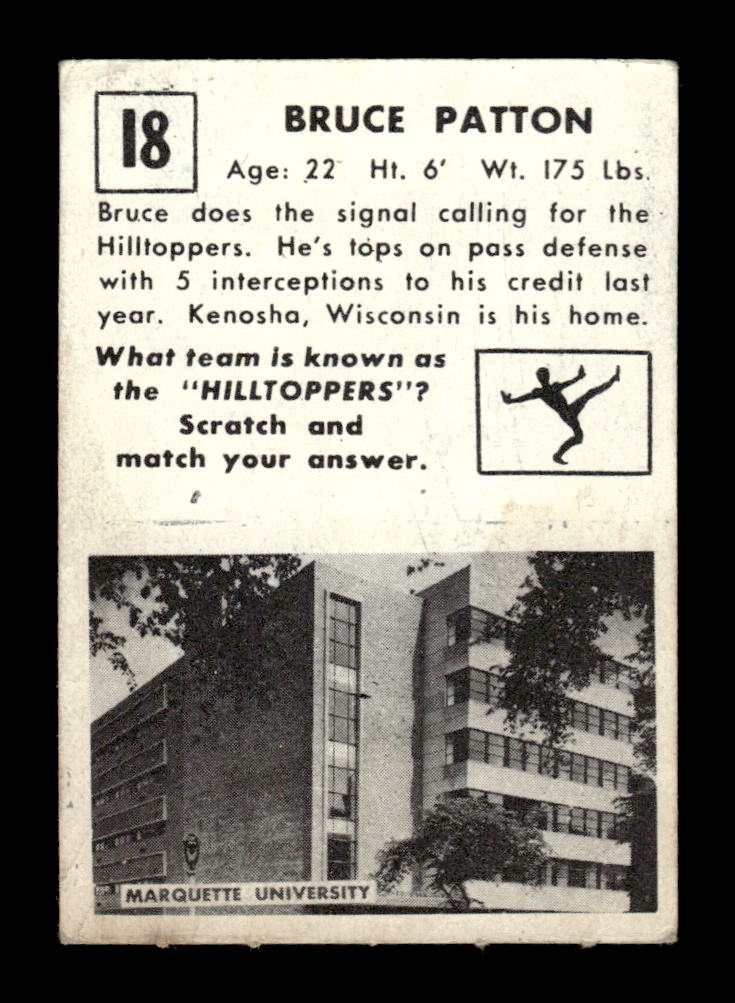 18
BRUCE PATTON
Age: 22 Ht. 6' Wt. 175 Lbs.
Bruce does the signal calling for the
Hilltoppers. He's tops on pass defense
with 5 interceptions to his credit last
year. Kenosha, Wisconsin is his home.
What team is known as
the "HILLTOPPERS"?
Scratch and
match your answer.
MARQUETTE UNIVERSITY